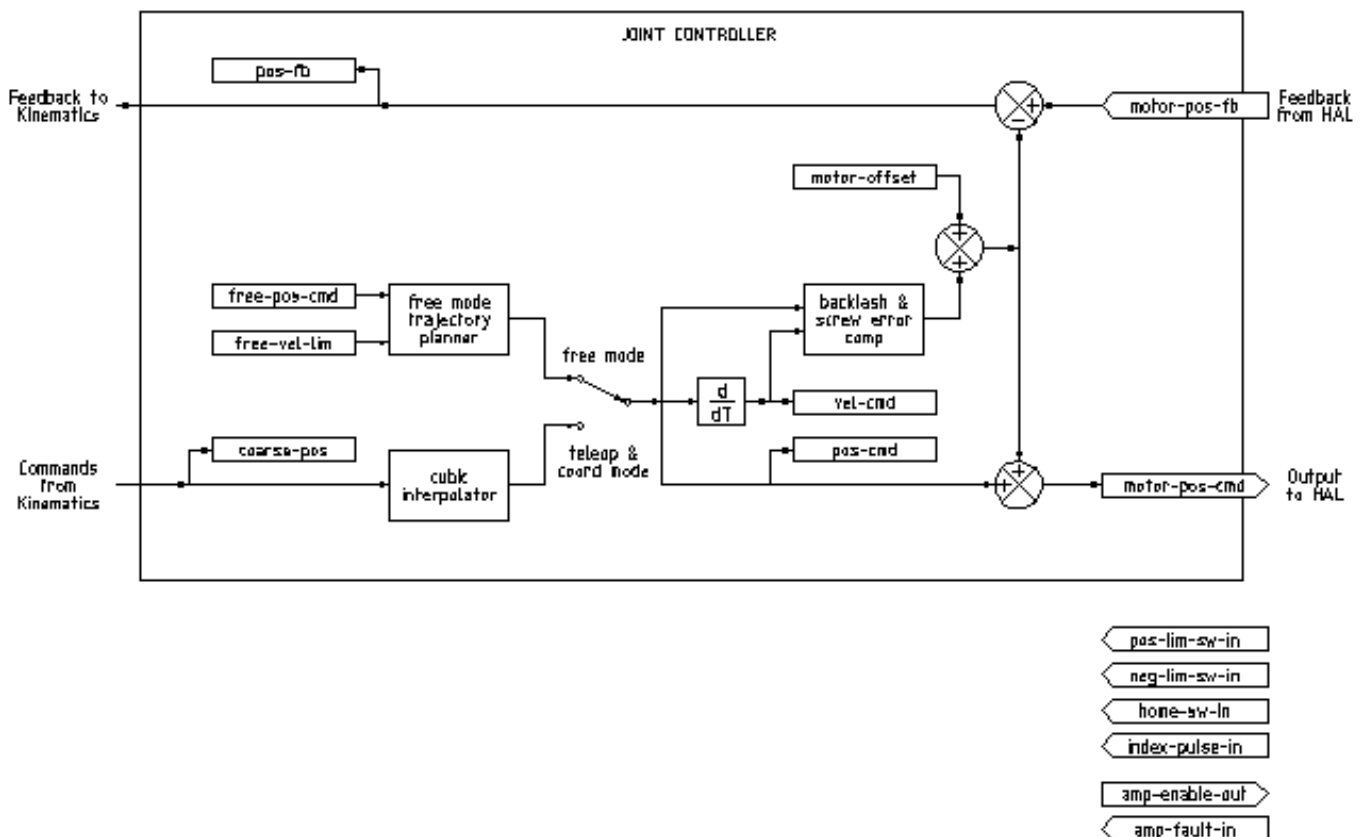 JOINT CONTROLLER
pos-fb
Feedback to
Kinematics
motor-pos-fb
Feedback
from HAL
motor-offset
+
-
+
+
free-pos-cmd
free-vel-lim
free mode
trajectory
planner
backlash &
screw error
comp
free mode
d
dT
vel-cmd
coarse-pos
teleop &
coord mode
pos-cmd
Commands
from
Kinematics
cubic
interpolator
+
+
motor-pos-cmd
Output
to HAL
pos-lim-sw-in
neg-lim-sw-in
home-sw-in
index-pulse-in
amp-enable-out
amp-fault-in